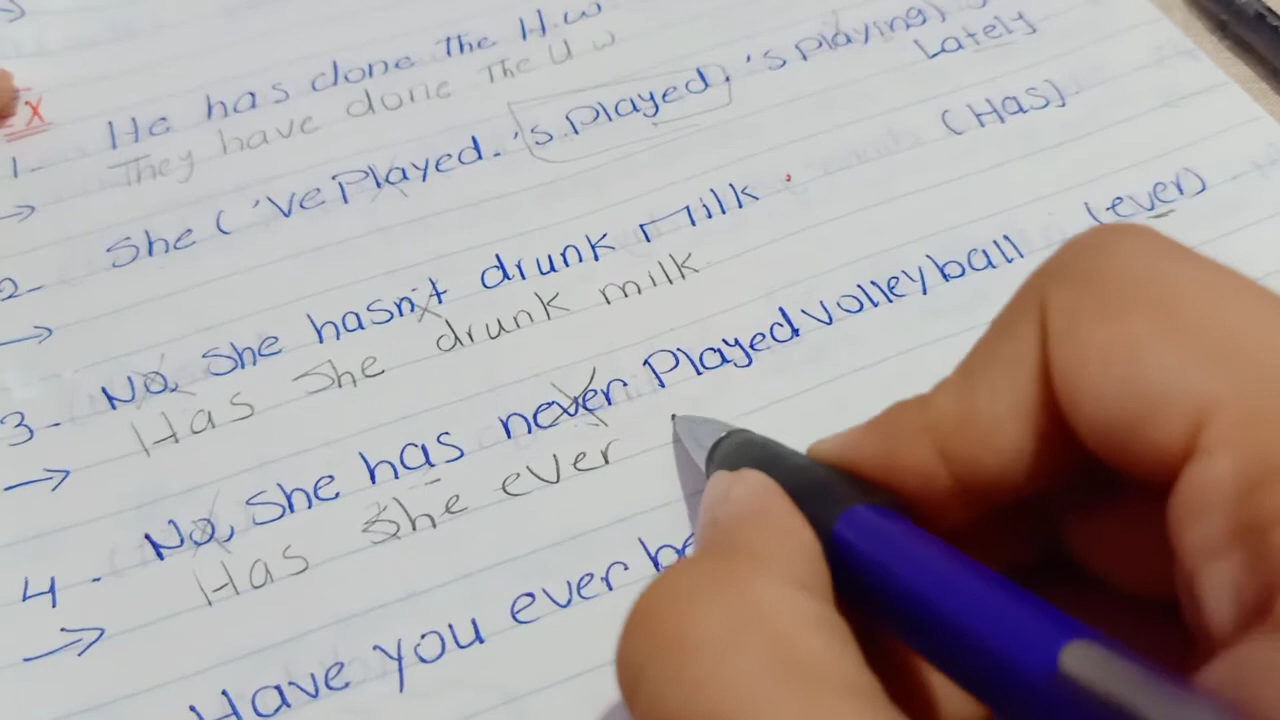 Ex
1- He has done the H.w
→ They have done The U w
2- She ('ve Played. 's played, 's playing) Lately
→
3- No, She hasn't drunk Milk. (Has)
→ Has She drunk milk
4- No, She has never Played volleyball (ever)
→ Has She ever
Have you ever be